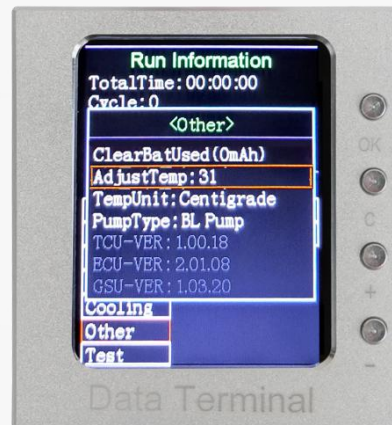 Run Information
TotalTime:00:00:00
Cycle:0
<Other>
ClearBatUsed(0mAh)
AdjustTemp:31
TempUnit:Centigrade
PumpType:BL Pump
TCU-VER:1.00.18
ECU-VER:2.01.08
GSU-VER:1.03.20
Cooling
Other
Test
OK
C
+
-
Data Terminal